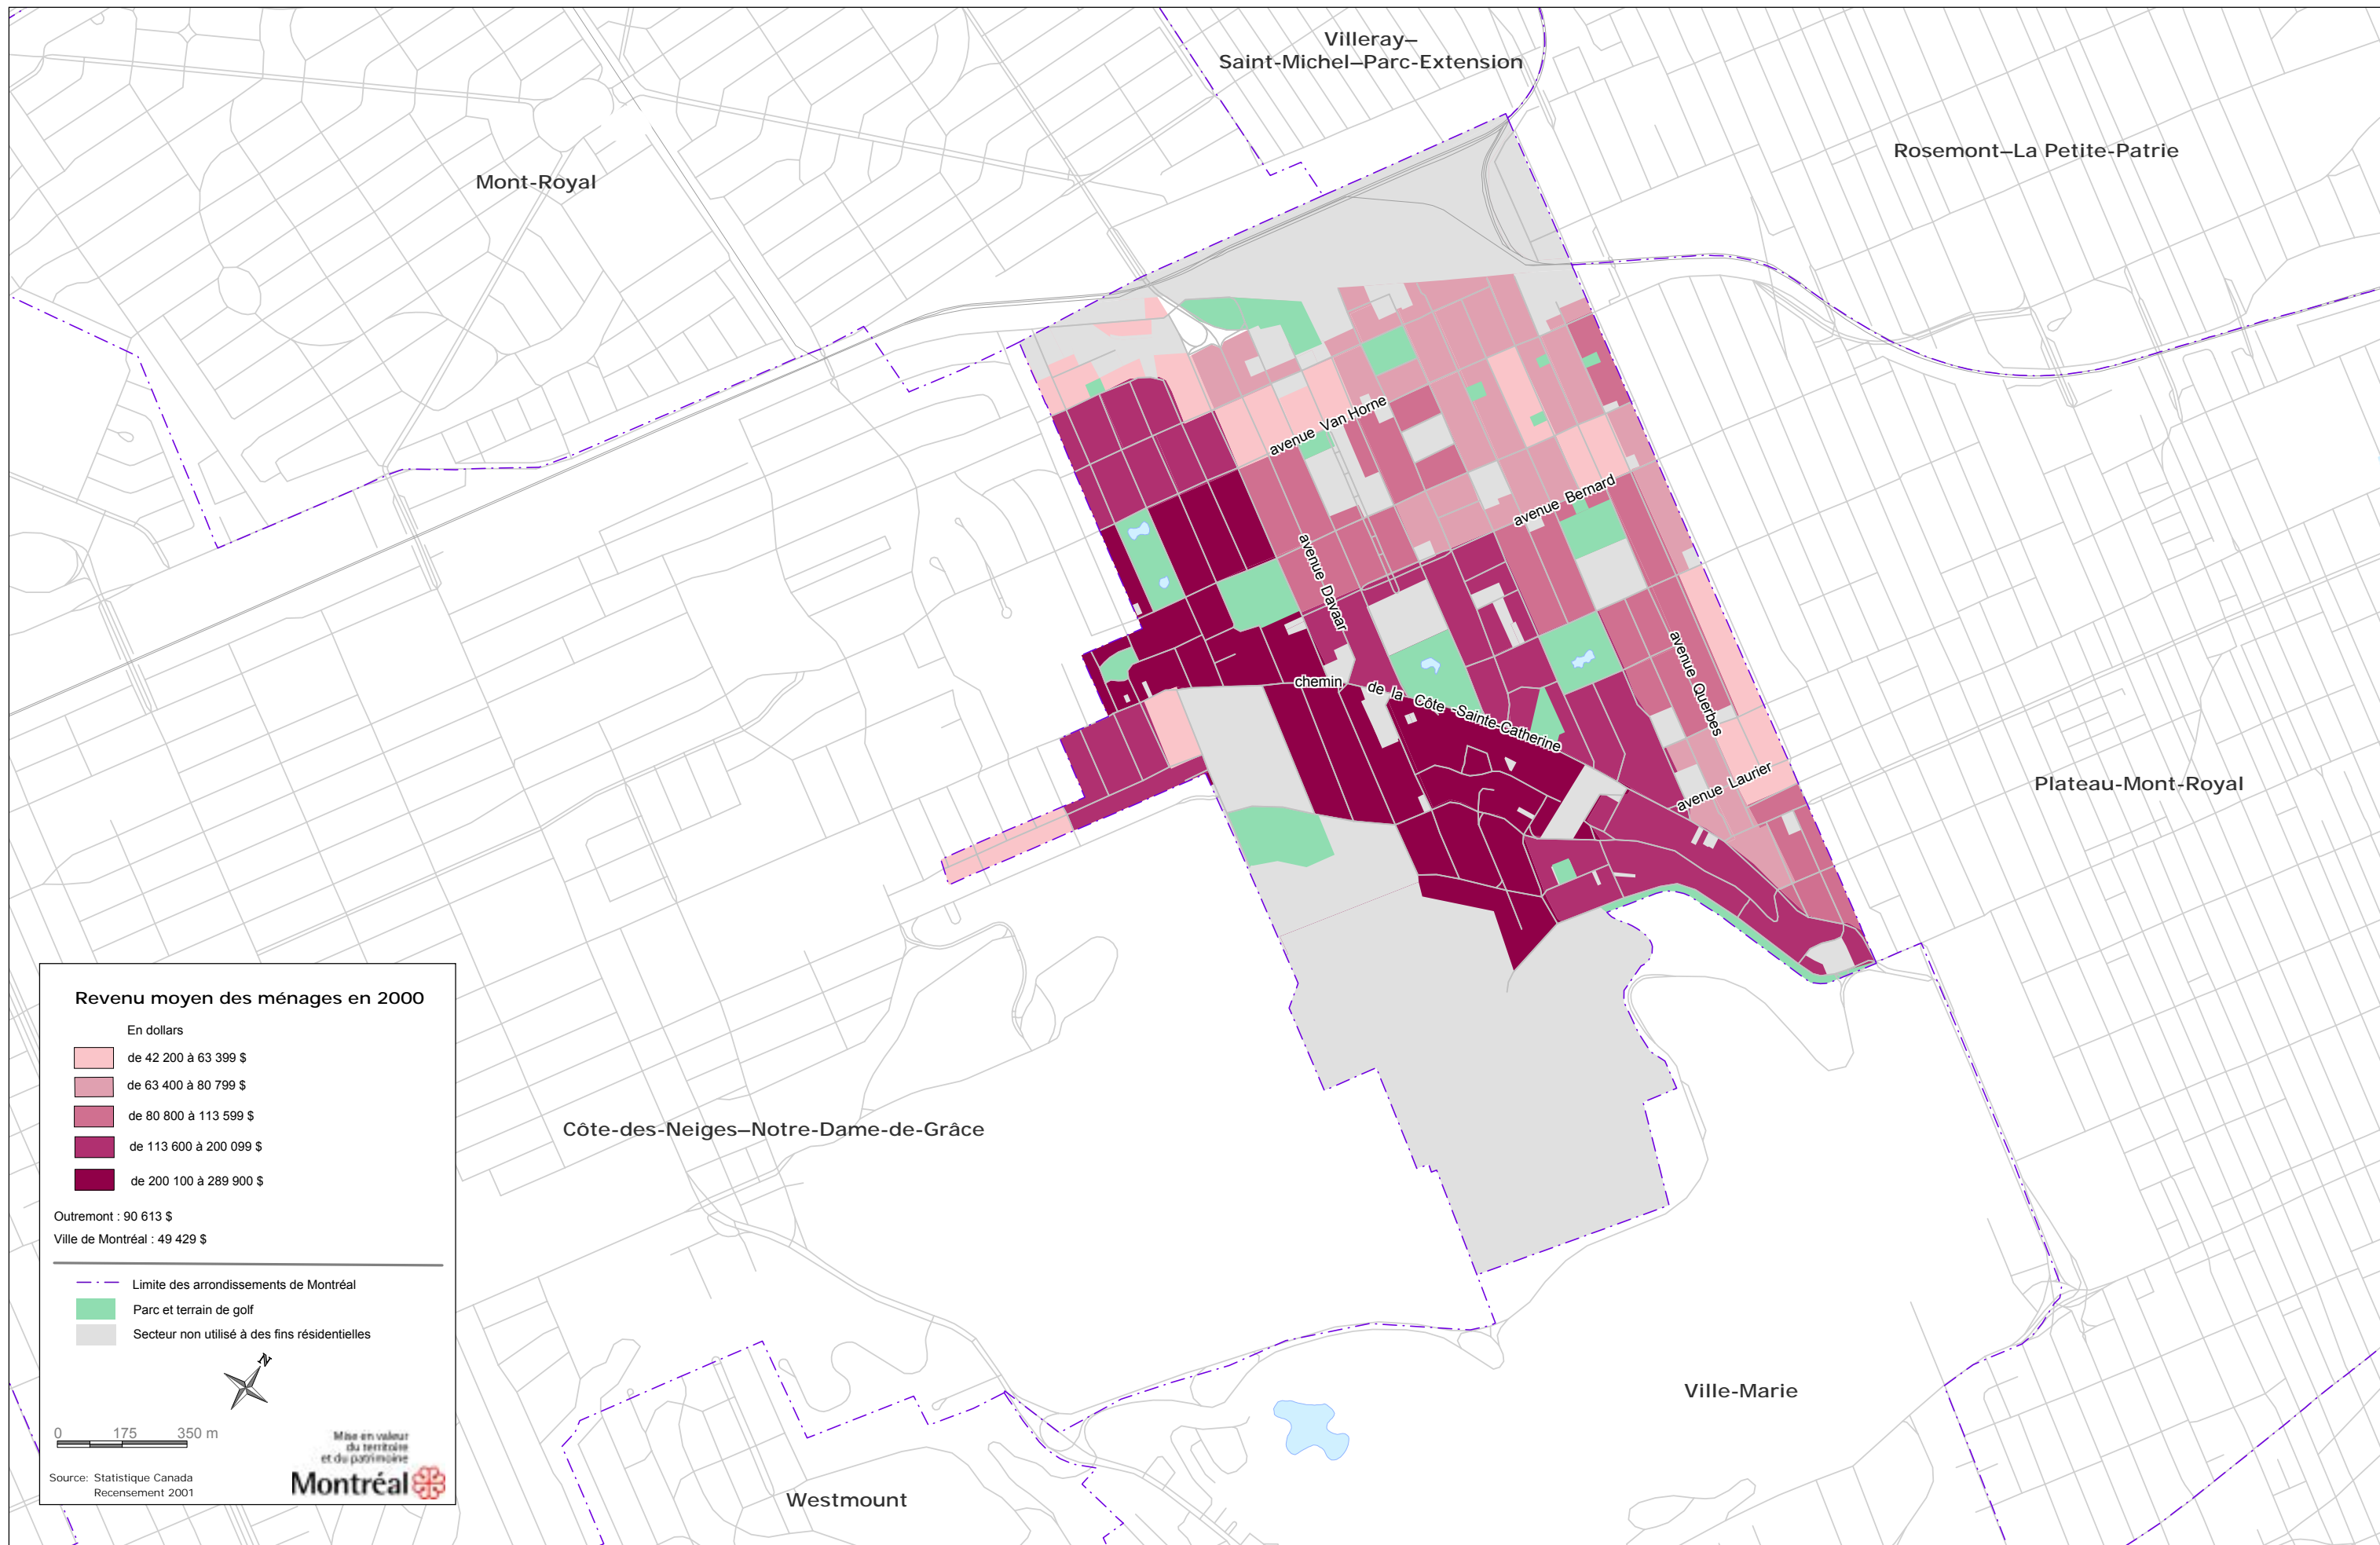 Villeray–
Saint-Michel–Parc-Extension
Rosemont–La Petite-Patrie
Mont-Royal
avenue Van Horne
avenue Bernard
avenue Davaar
avenue Querbes
chemin de la Côte-Sainte-Catherine
avenue Laurier
Plateau-Mont-Royal
Côte-des-Neiges–Notre-Dame-de-Grâce
Ville-Marie
Westmount
Revenu moyen des ménages en 2000
En dollars
de 42 200 à 63 399 $
de 63 400 à 80 799 $
de 80 800 à 113 599 $
de 113 600 à 200 099 $
de 200 100 à 289 900 $
Outremont : 90 613 $
Ville de Montréal : 49 429 $
Limite des arrondissements de Montréal
Parc et terrain de golf
Secteur non utilisé à des fins résidentielles
N
0 175 350 m
Mise en valeur
du territoire
et du patrimoine
Montréal
Source: Statistique Canada
Recensement 2001